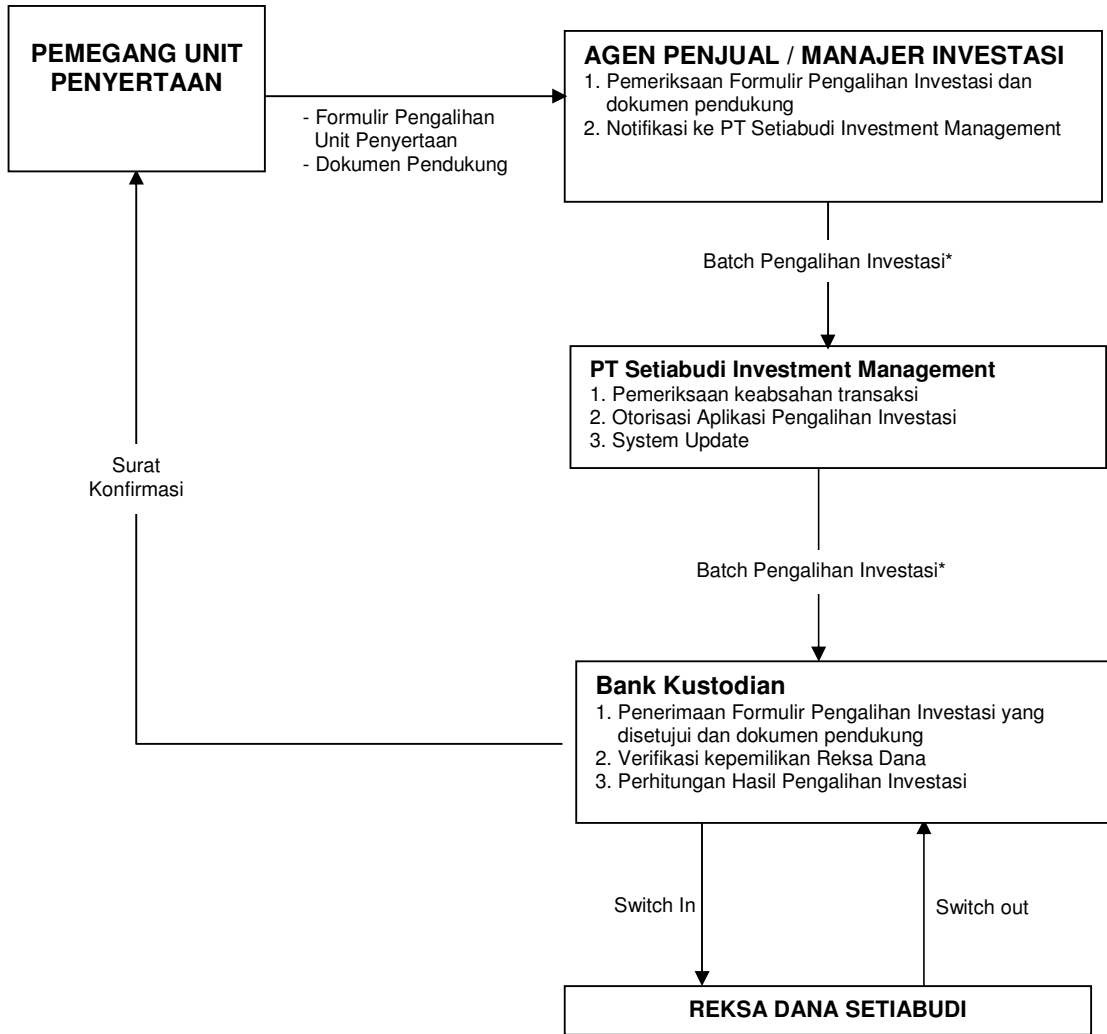 PEMEGANG UNIT
PENYERTAAN
- Formulir Pengalihan
Unit Penyertaan
- Dokumen Pendukung
AGEN PENJUAL / MANAJER INVESTASI
1. Pemeriksaan Formulir Pengalihan Investasi dan
dokumen pendukung
2. Notifikasi ke PT Setiabudi Investment Management
Batch Pengalihan Investasi*
PT Setiabudi Investment Management
1. Pemeriksaan keabsahan transaksi
2. Otorisasi Aplikasi Pengalihan Investasi
3. System Update
Surat
Konfirmasi
Batch Pengalihan Investasi*
Bank Kustodian
1. Penerimaan Formulir Pengalihan Investasi yang
disetujui dan dokumen pendukung
2. Verifikasi kepemilikan Reksa Dana
3. Perhitungan Hasil Pengalihan Investasi
Switch In
Switch out
REKSA DANA SETIABUDI